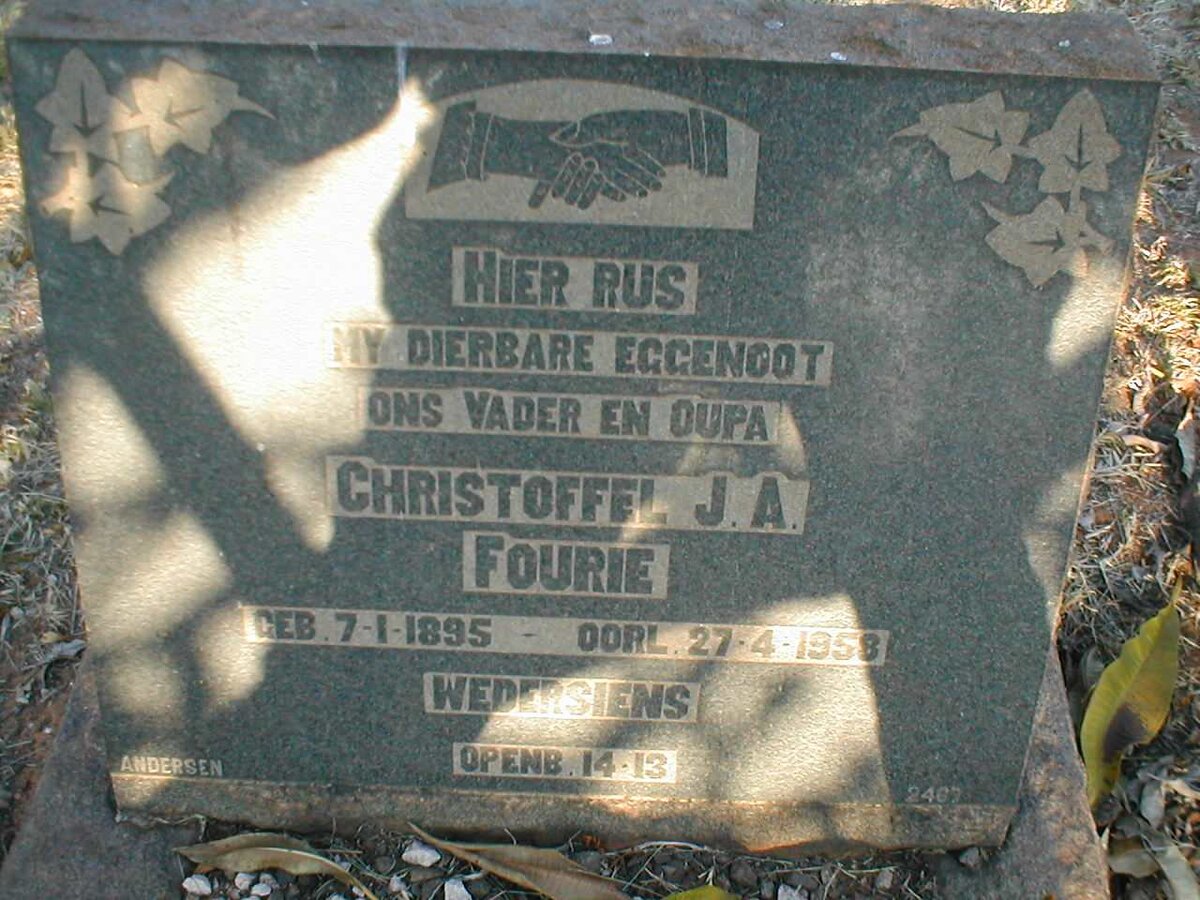 HIER RUS
MY DIERBARE EGGENOOT
ONS VADER EN OUPA
CHRISTOFFEL J.A.
FOURIE
GEB. 7-1-1895 - OORL. 27-4-1958
WEDERSIENS
OPENB. 14-13
ANDERSEN